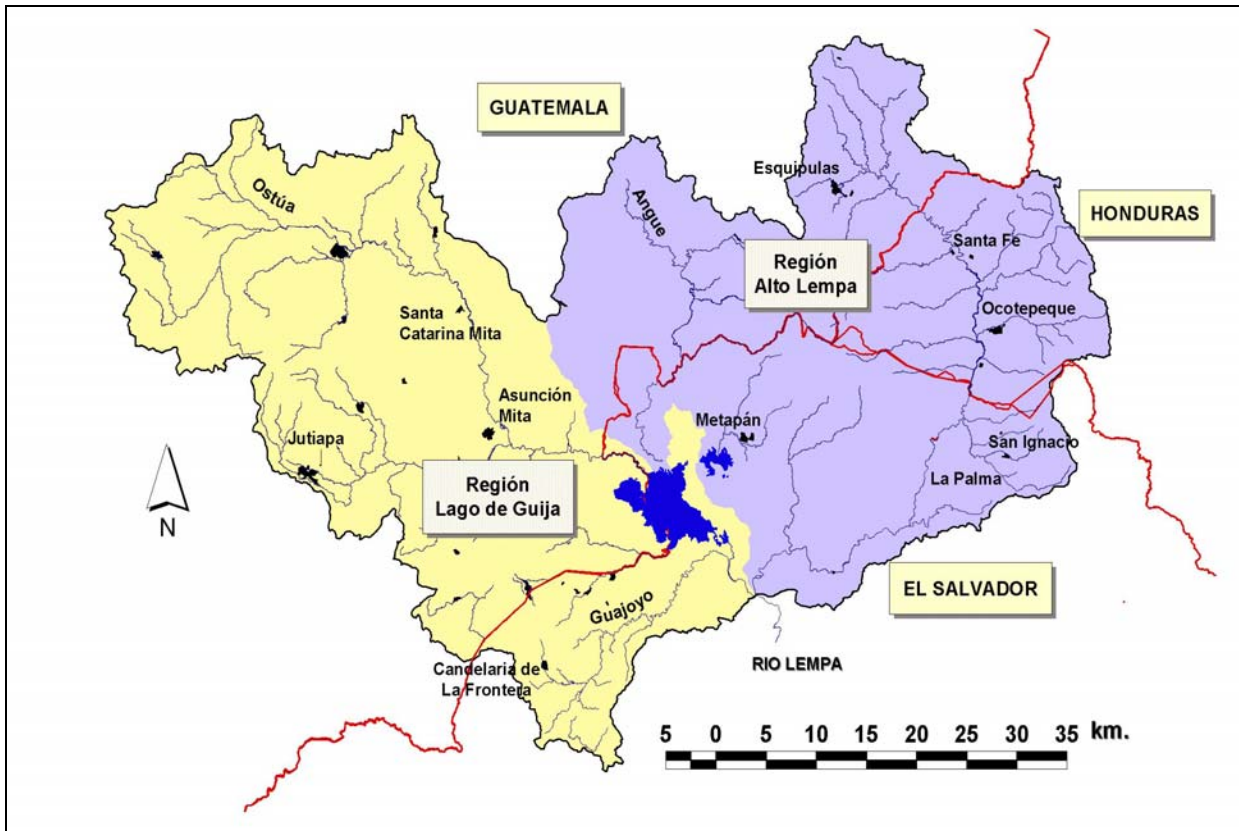 GUATEMALA
Ostúa
Angue
Esquipulas
HONDURAS
Santa Fe
Región
Alto Lempa
Ocotepeque
Santa
Catarina Mita
Asunción
Mita
Metapán
Jutiapa
San Ignacio
La Palma
Región
Lago de Guija
N
EL SALVADOR
Guajoyo
Candelaria de
La Frontera
RIO LEMPA
5 0 5 10 15 20 25 30 35 km.